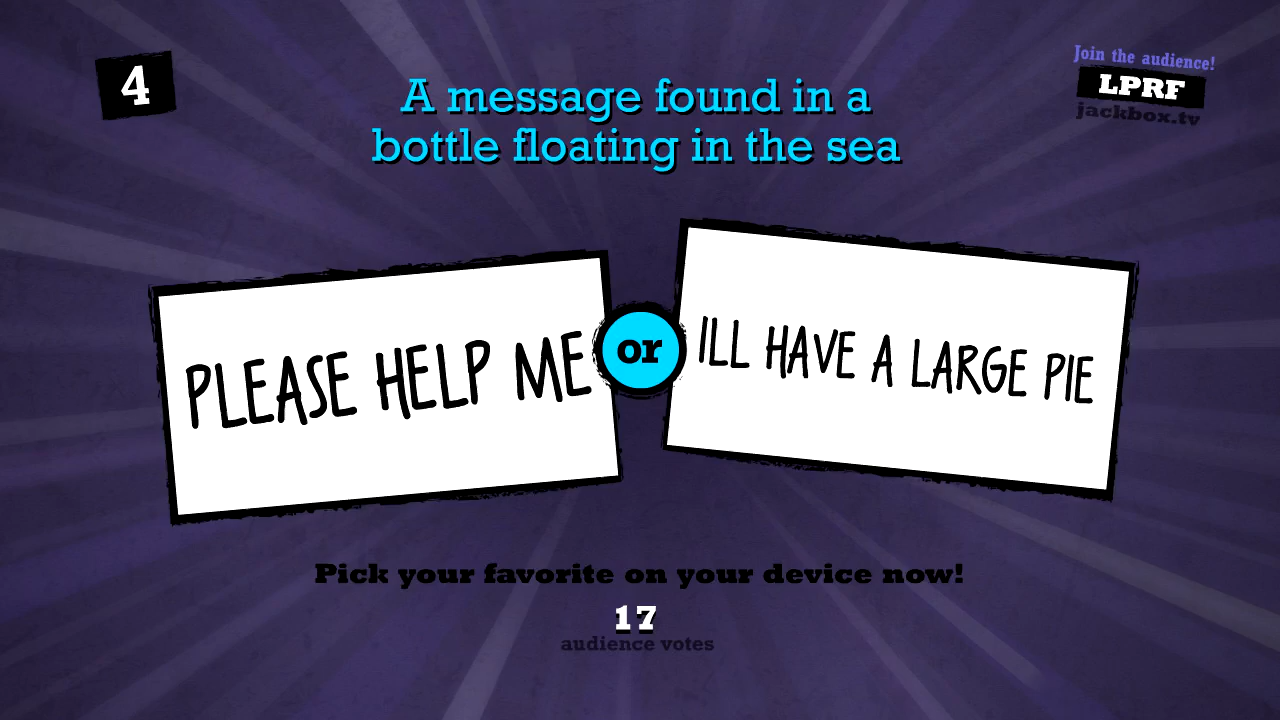 4
Join the audience!
LPRF
jackbox.tv
A message found in a
bottle floating in the sea
PLEASE HELP ME
or
ILL HAVE A LARGE PIE
Pick your favorite on your device now!
17
audience votes